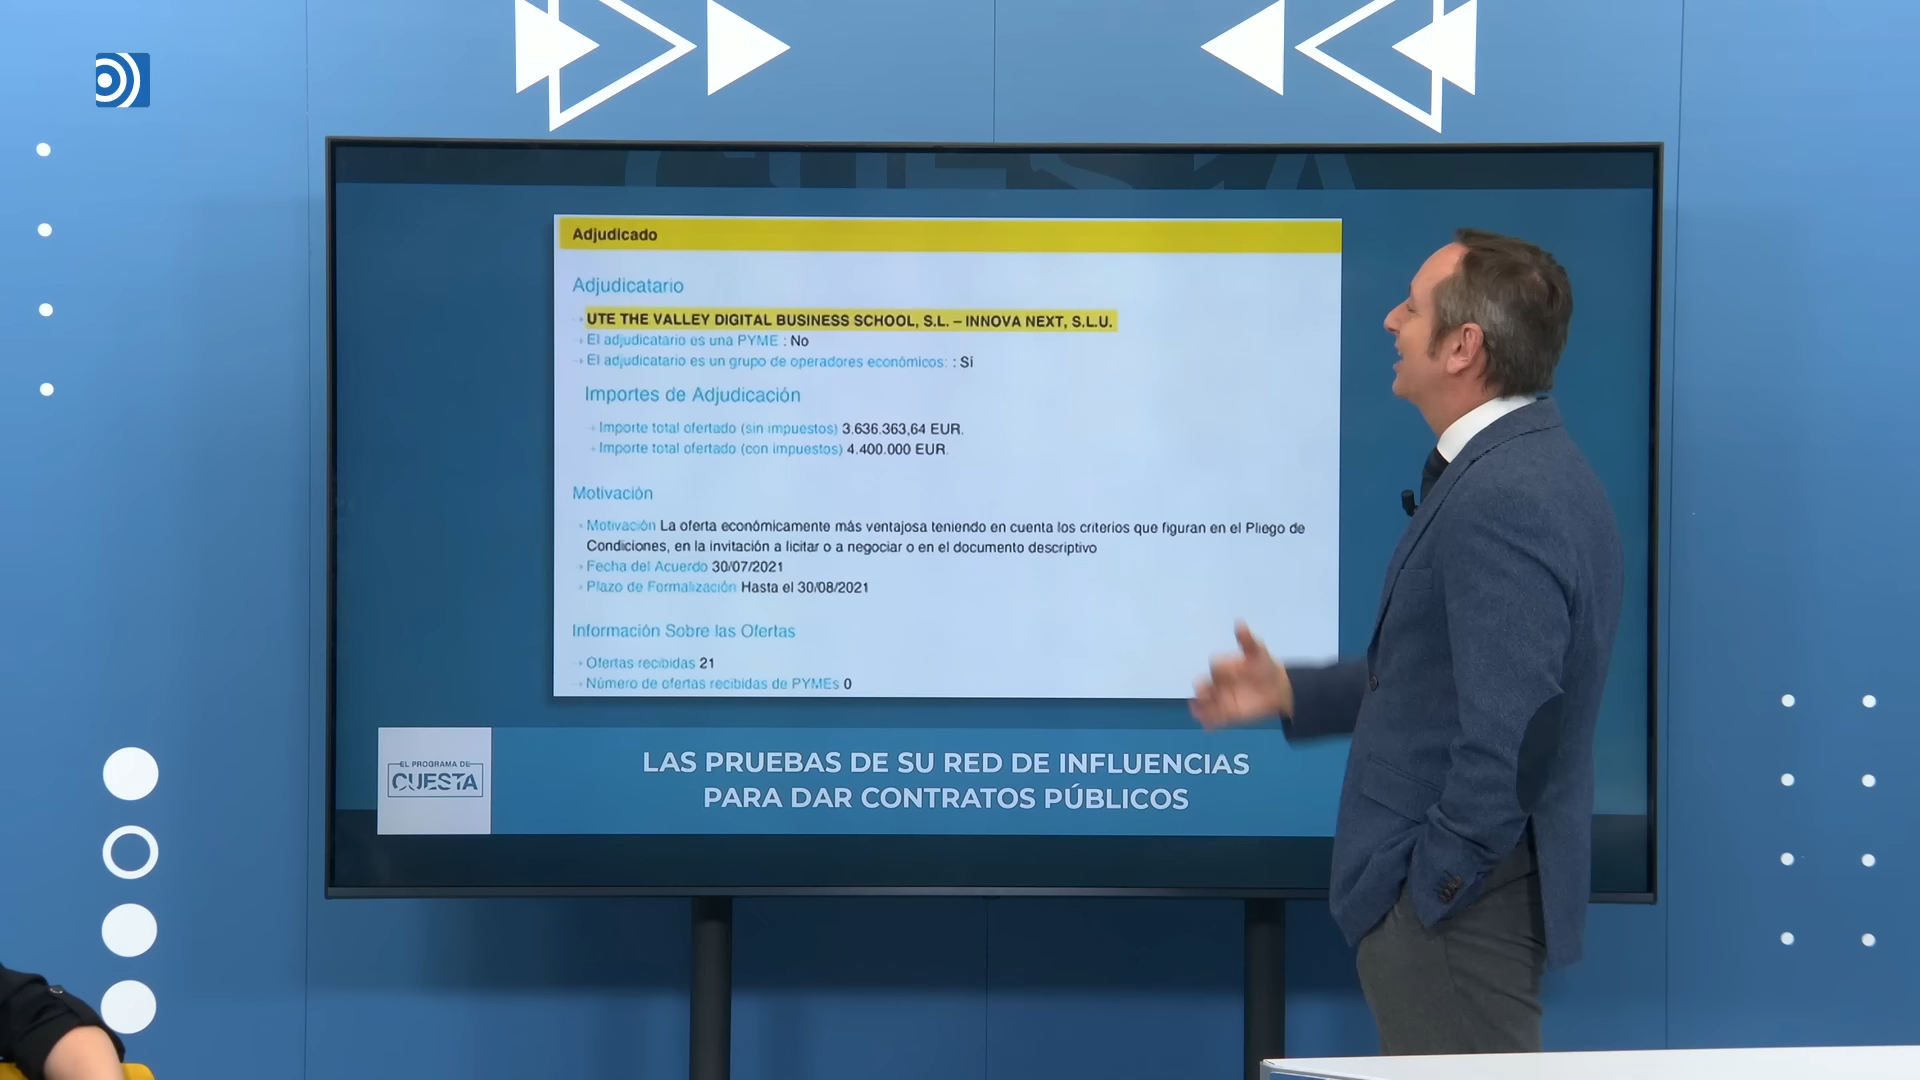 CUESTA
Adjudicado
Adjudicatario
UTE THE VALLEY DIGITAL BUSINESS SCHOOL, S.L. – INNOVA NEXT, S.L.U.
El adjudicatario es una PYME : No
El adjudicatario es un grupo de operadores económicos: : Sí
Importes de Adjudicación
Importe total ofertado (sin impuestos) 3.636.363,64 EUR.
Importe total ofertado (con impuestos) 4.400.000 EUR.
Motivación
Motivación La oferta económicamente más ventajosa teniendo en cuenta los criterios que figuran en el Pliego de
Condiciones, en la invitación a licitar o a negociar o en el documento descriptivo
Fecha del Acuerdo 30/07/2021
Plazo de Formalización Hasta el 30/08/2021
Información Sobre las Ofertas
Ofertas recibidas 21
Número de ofertas recibidas de PYMEs 0
EL PROGRAMA DE
CUESTA
LAS PRUEBAS DE SU RED DE INFLUENCIAS
PARA DAR CONTRATOS PÚBLICOS